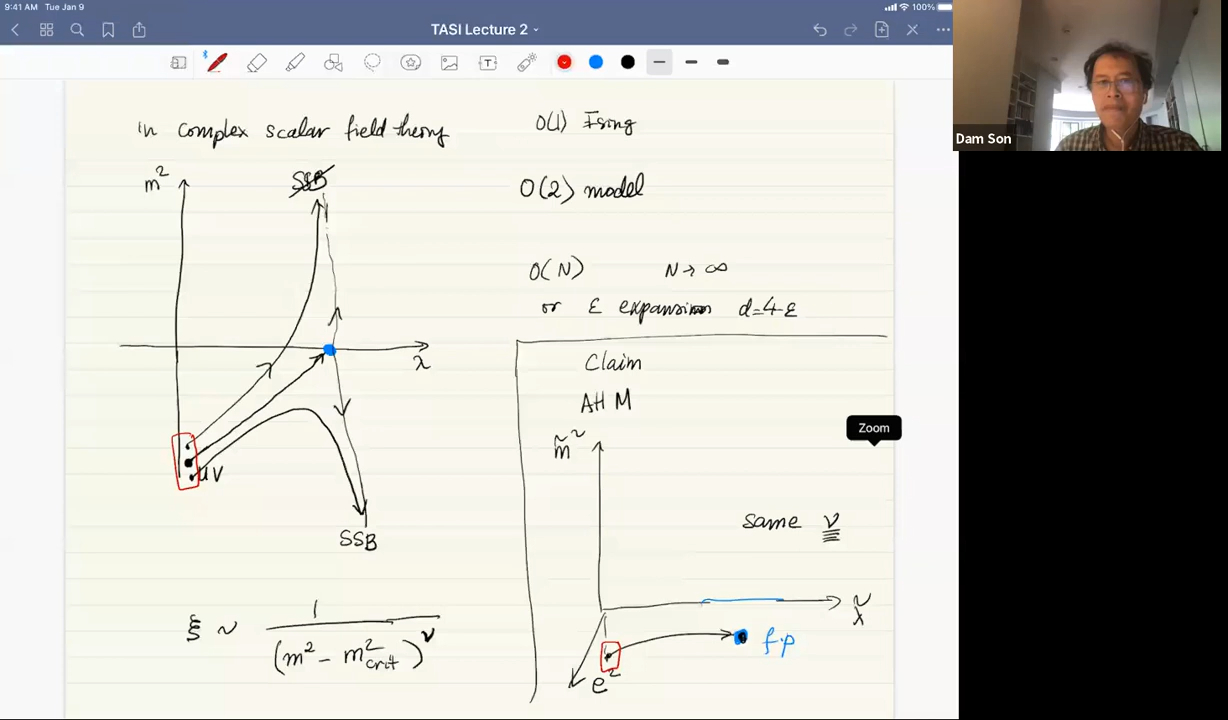 9:41 AM Tue Jan 9
100%
TASI Lecture 2
Dam Son
In complex scalar field theory
m²
SSB
λ
UV
SSB
ξ ~ 1 / (m² - m²crit)^ν
O(1) Ising
O(2) model
O(N) N→∞
or ε expansion d=4-ε
Claim
AHM
Zoom
m̃²
same ν
λ̃
f.p
e²